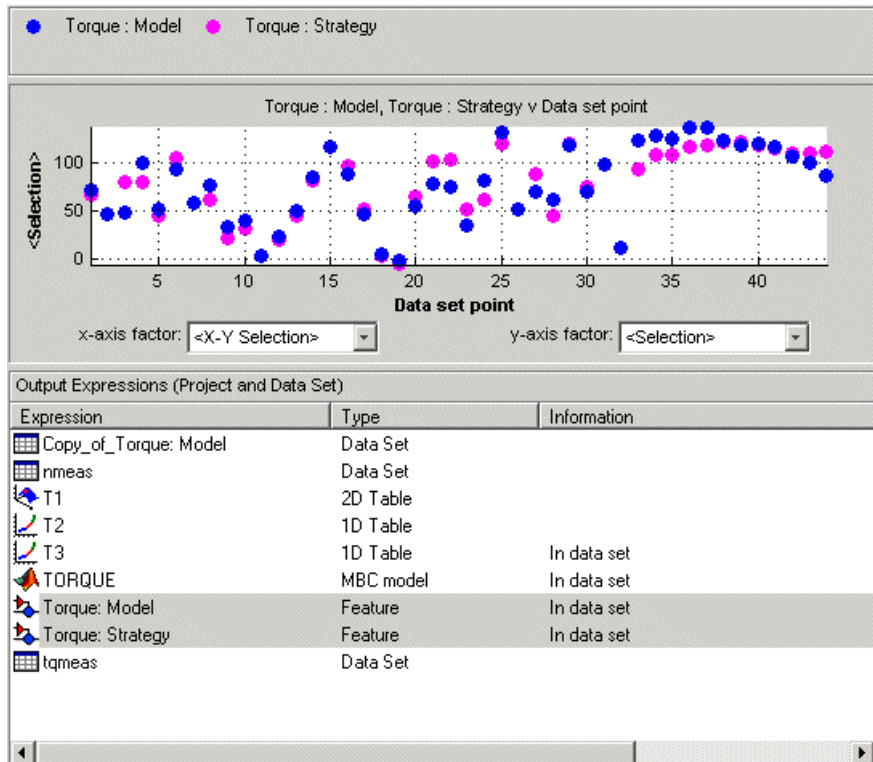 Torque : Model Torque : Strategy
Torque : Model, Torque : Strategy v Data set point
<Selection>
100
50
0
5 10 15 20 25 30 35 40
Data set point
x-axis factor: <X-Y Selection> y-axis factor: <Selection>
Output Expressions (Project and Data Set)
Expression Type Information
Copy_of_Torque: Model Data Set
nmeas Data Set
T1 2D Table
T2 1D Table
T3 1D Table In data set
TORQUE MBC model In data set
Torque: Model Feature In data set
Torque: Strategy Feature In data set
tqmeas Data Set